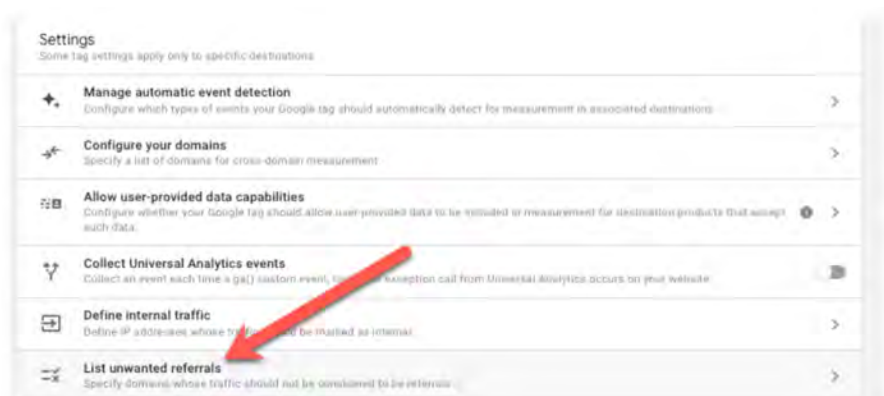 Settings
Some tag settings apply only to specific destinations
Manage automatic event detection
Configure which types of events your Google tag should automatically detect for measurement in associated destinations.
Configure your domains
Specify a list of domains for cross-domain measurement
Allow user-provided data capabilities
Configure whether your Google tag should allow user-provided data to be included in measurement for destination products that accept
such data.
Collect Universal Analytics events
Collect an event each time a ga() custom event, exception call from Universal Analytics occurs on your website
Define internal traffic
Define IP addresses whose be marked as internal.
List unwanted referrals
Specify domains whose traffic should not be considered to be referrals